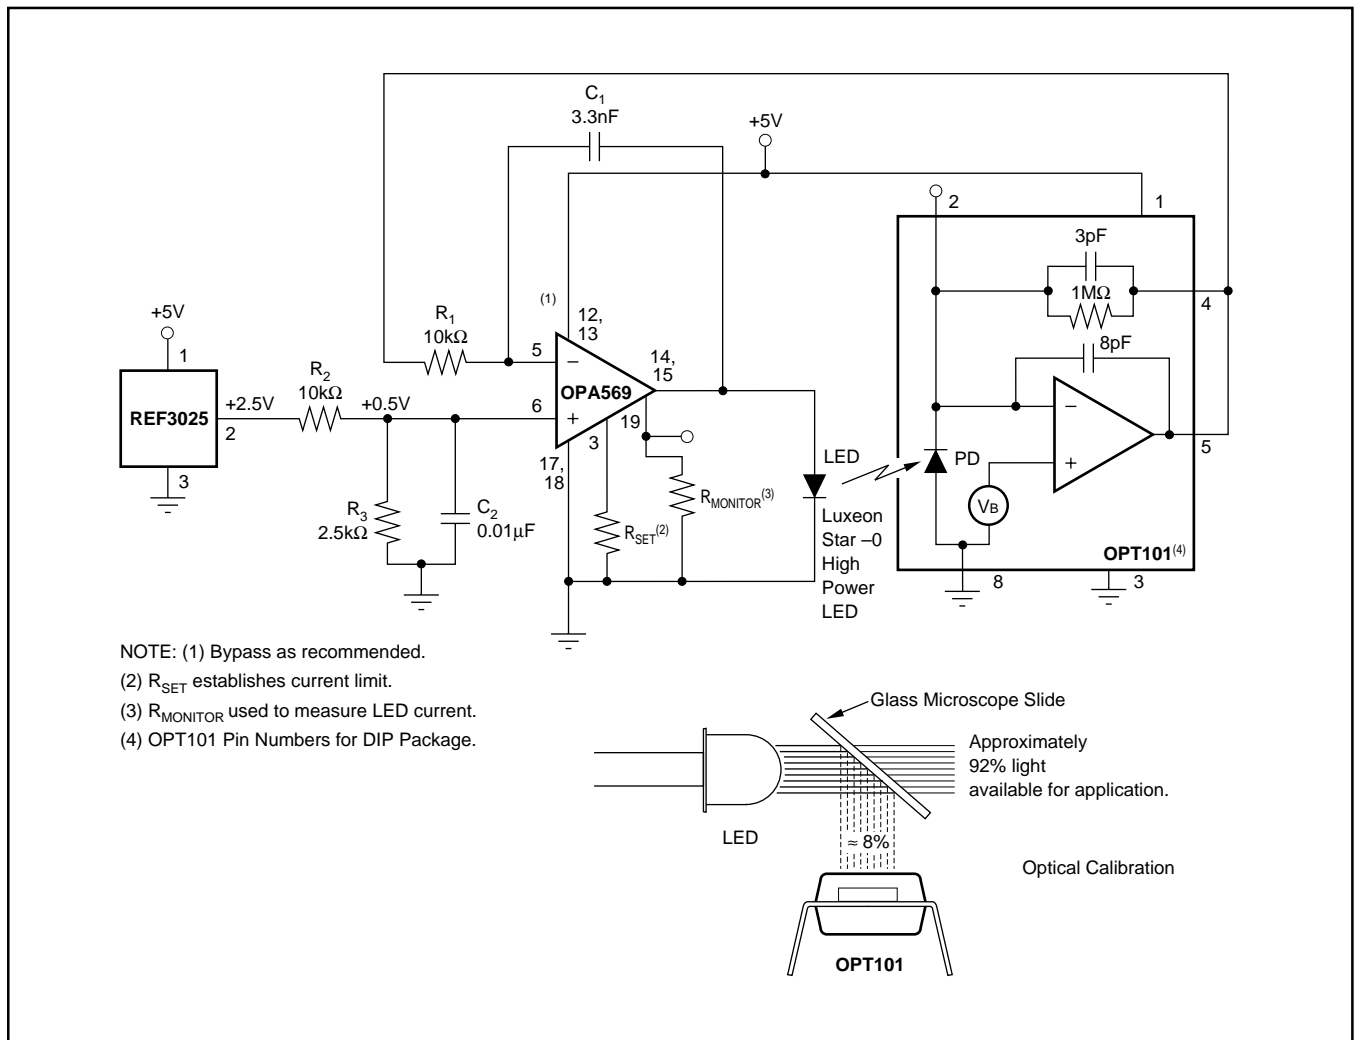 C1
3.3nF
+5V
2
1
3pF
1MΩ
4
8pF
(1)
12,
13
+5V
1
R1
10kΩ
5
−
14,
15
OPA569
R2
10kΩ
+2.5V
+0.5V
REF3025
2
6
+
19
3
17,
18
3
R3
2.5kΩ
C2
0.01µF
RSET(2)
RMONITOR(3)
LED
Luxeon
Star –0
High
Power
LED
PD
−
+
5
VB
OPT101(4)
8
3
NOTE: (1) Bypass as recommended.
(2) RSET establishes current limit.
(3) RMONITOR used to measure LED current.
(4) OPT101 Pin Numbers for DIP Package.
Glass Microscope Slide
Approximately
92% light
available for application.
LED
≈ 8%
Optical Calibration
OPT101